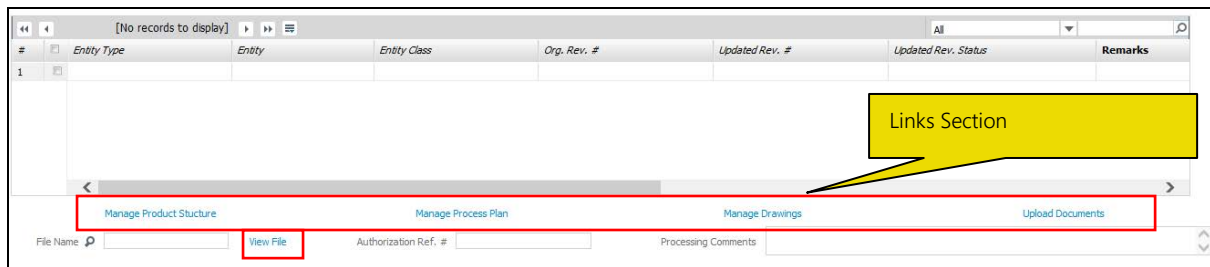 [No records to display] All
# Entity Type Entity Entity Class Org. Rev. # Updated Rev. # Updated Rev. Status Remarks
1
Links Section
Manage Product Stucture Manage Process Plan Manage Drawings Upload Documents
File Name View File Authorization Ref. # Processing Comments